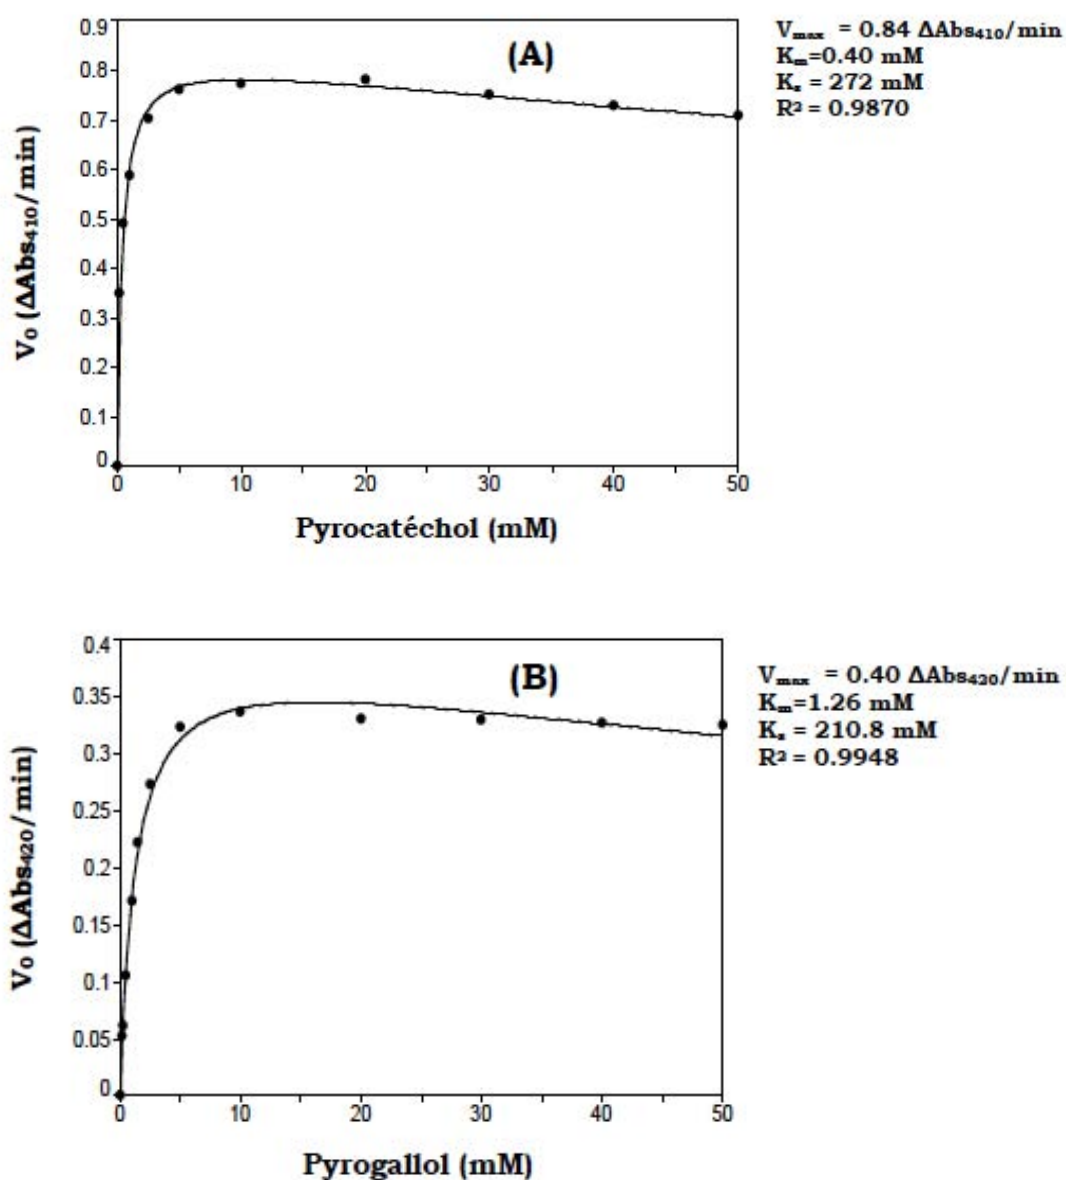 (A)
V₀ (ΔAbs₄₁₀/min)
0.9
0.8
0.7
0.6
0.5
0.4
0.3
0.2
0.1
0
0 10 20 30 40 50
Pyrocatéchol (mM)
Vₘₐₓ = 0.84 ΔAbs₄₁₀/min
Kₘ=0.40 mM
Kₛ = 272 mM
R² = 0.9870
(B)
V₀ (ΔAbs₄₂₀/min)
0.4
0.35
0.3
0.25
0.2
0.15
0.1
0.05
0
0 10 20 30 40 50
Pyrogallol (mM)
Vₘₐₓ = 0.40 ΔAbs₄₂₀/min
Kₘ=1.26 mM
Kₛ = 210.8 mM
R² = 0.9948